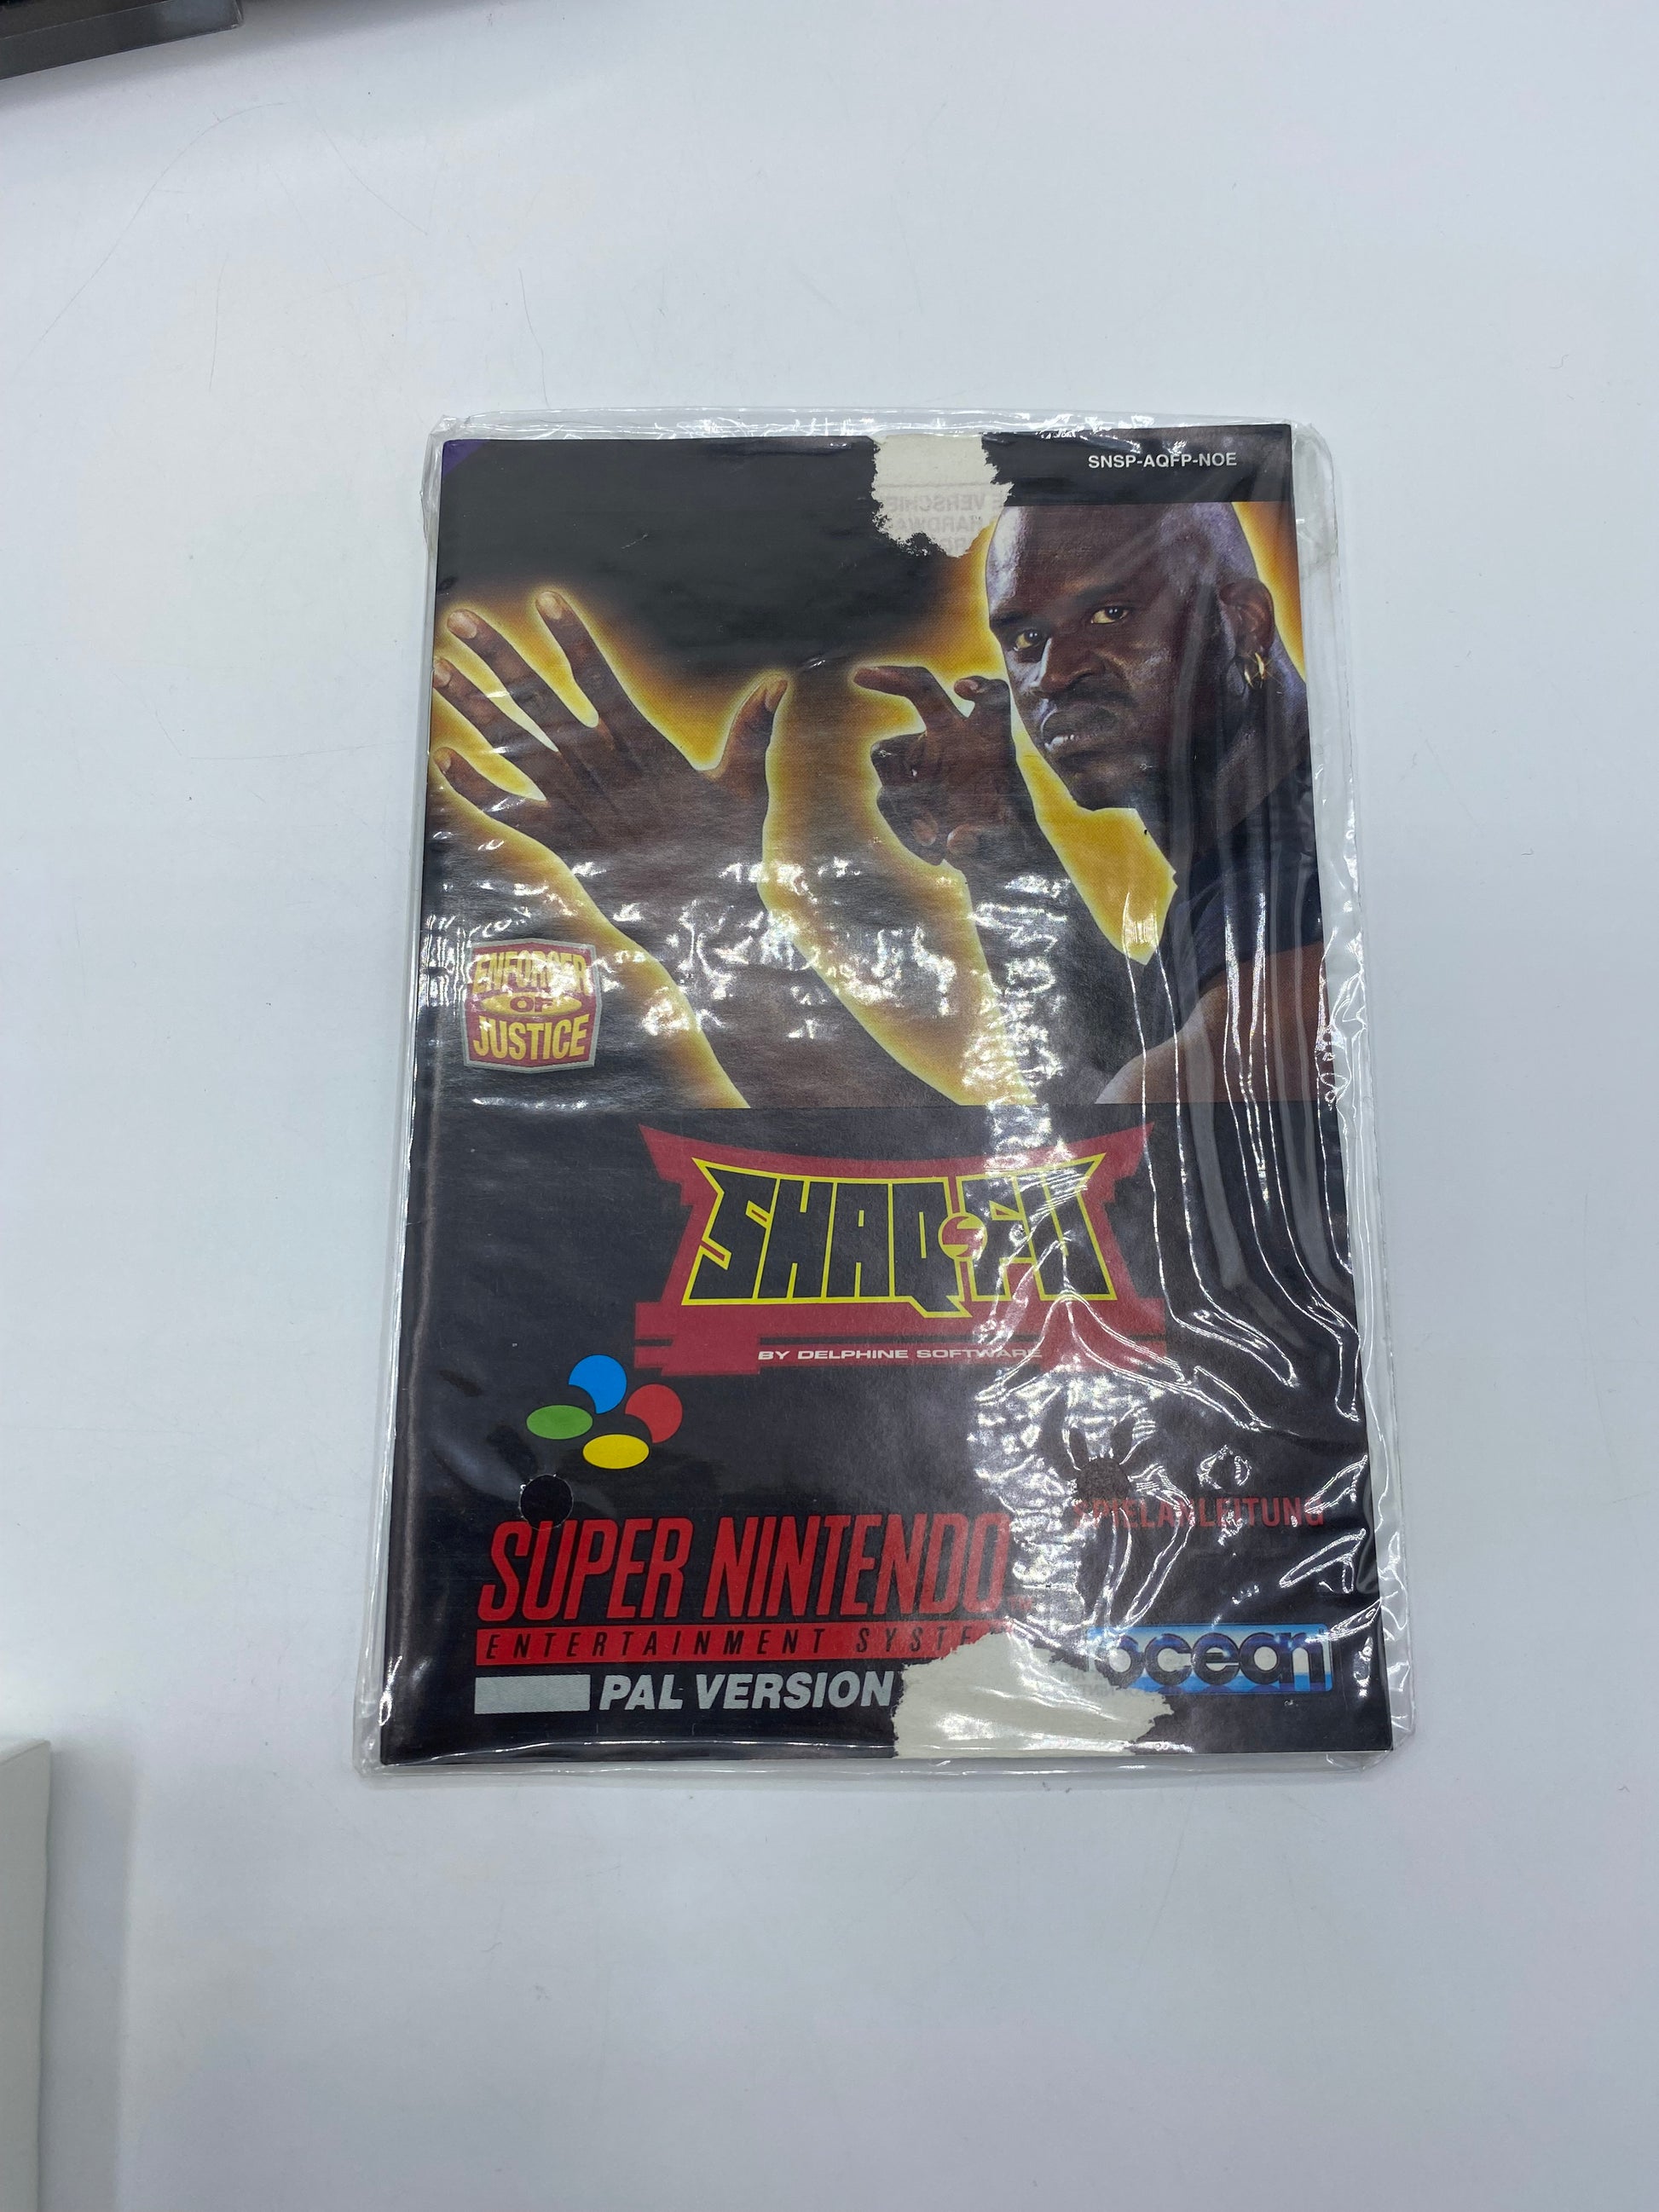 SNSP-AQFP-NOE
ENFORCER
OF
JUSTICE
SHAQ-FU
BY DELPHINE SOFTWARE
SPIELANLEITUNG
SUPER NINTENDO
ENTERTAINMENT SYSTEM
PAL VERSION
ocean